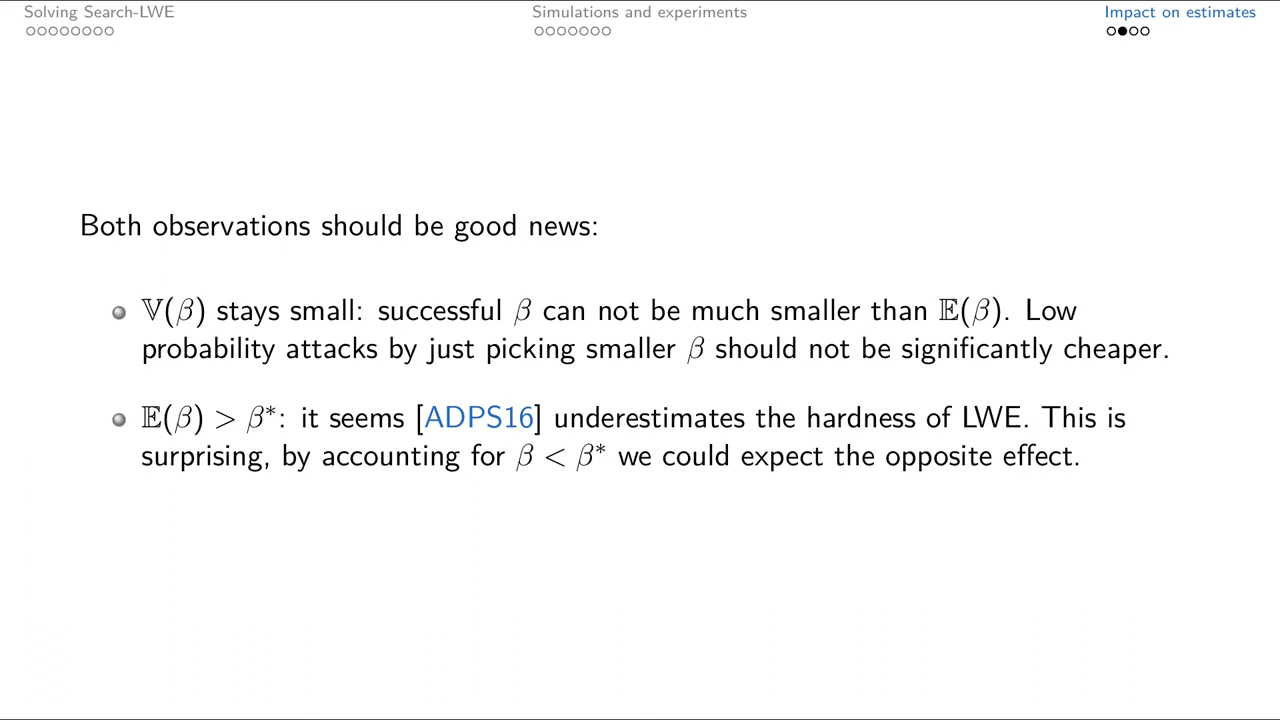 Solving Search-LWE
Simulations and experiments
Impact on estimates
Both observations should be good news:
𝕍(β) stays small: successful β can not be much smaller than 𝔼(β). Low
probability attacks by just picking smaller β should not be significantly cheaper.
𝔼(β) > β*: it seems [ADPS16] underestimates the hardness of LWE. This is
surprising, by accounting for β < β* we could expect the opposite effect.